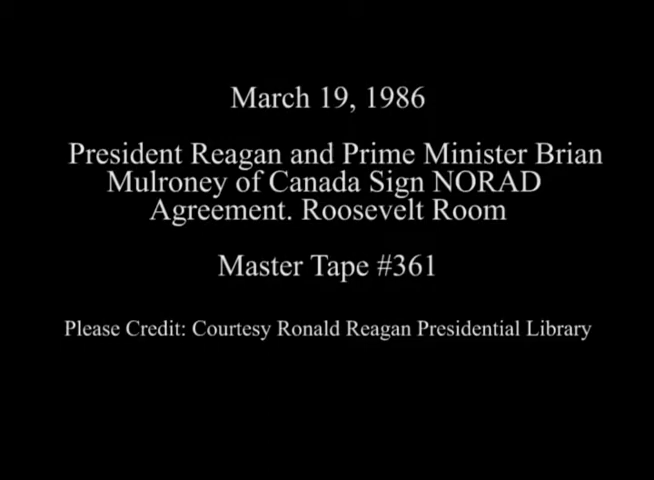 March 19, 1986
President Reagan and Prime Minister Brian
Mulroney of Canada Sign NORAD
Agreement. Roosevelt Room
Master Tape #361
Please Credit: Courtesy Ronald Reagan Presidential Library